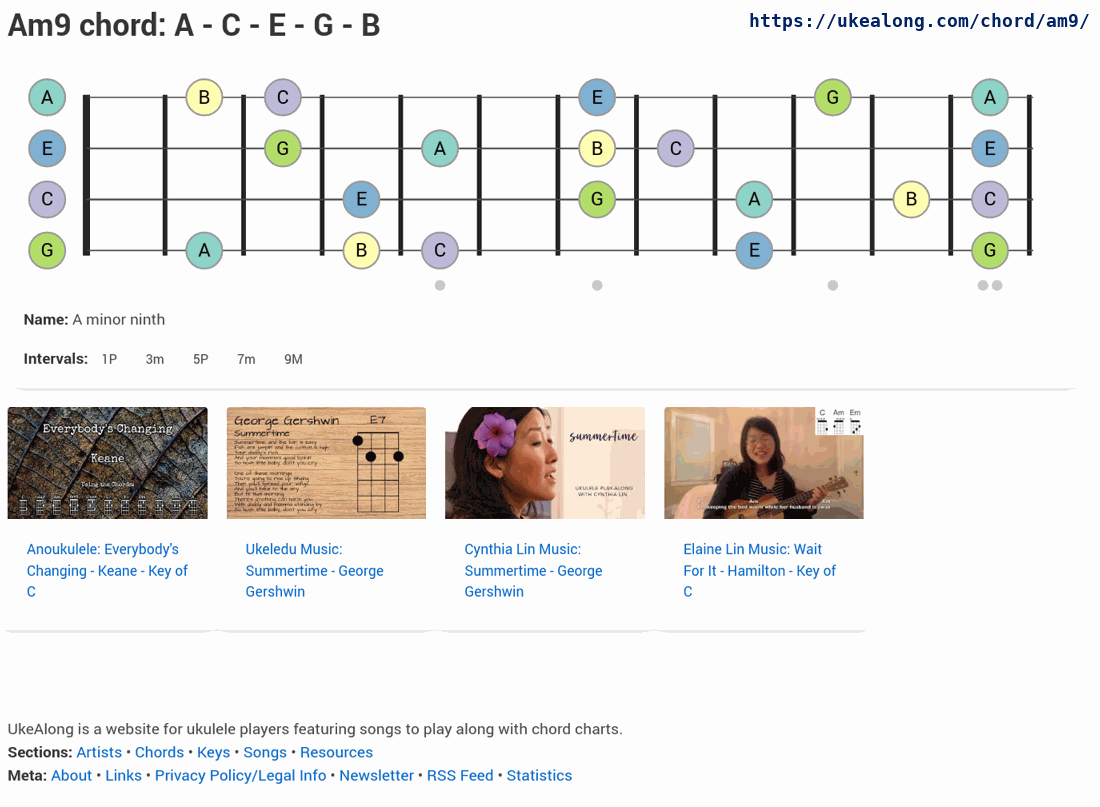 Am9 chord: A - C - E - G - B
https://ukealong.com/chord/am9/
A B C E G A
E G A B C E
C E G A B C
G A B C E G
Name: A minor ninth
Intervals: 1P 3m 5P 7m 9M
Everybody's Changing
Keane
Using the Chords:
George Gershwin
Summertime
E7
summertime
UKULELE PLAY-ALONG
WITH CYNTHIA LIN
C Am Em
Anoukulele: Everybody's
Changing - Keane - Key of
C
Ukeledu Music:
Summertime - George
Gershwin
Cynthia Lin Music:
Summertime - George
Gershwin
Elaine Lin Music: Wait
For It - Hamilton - Key of
C
UkeAlong is a website for ukulele players featuring songs to play along with chord charts.
Sections: Artists • Chords • Keys • Songs • Resources
Meta: About • Links • Privacy Policy/Legal Info • Newsletter • RSS Feed • Statistics